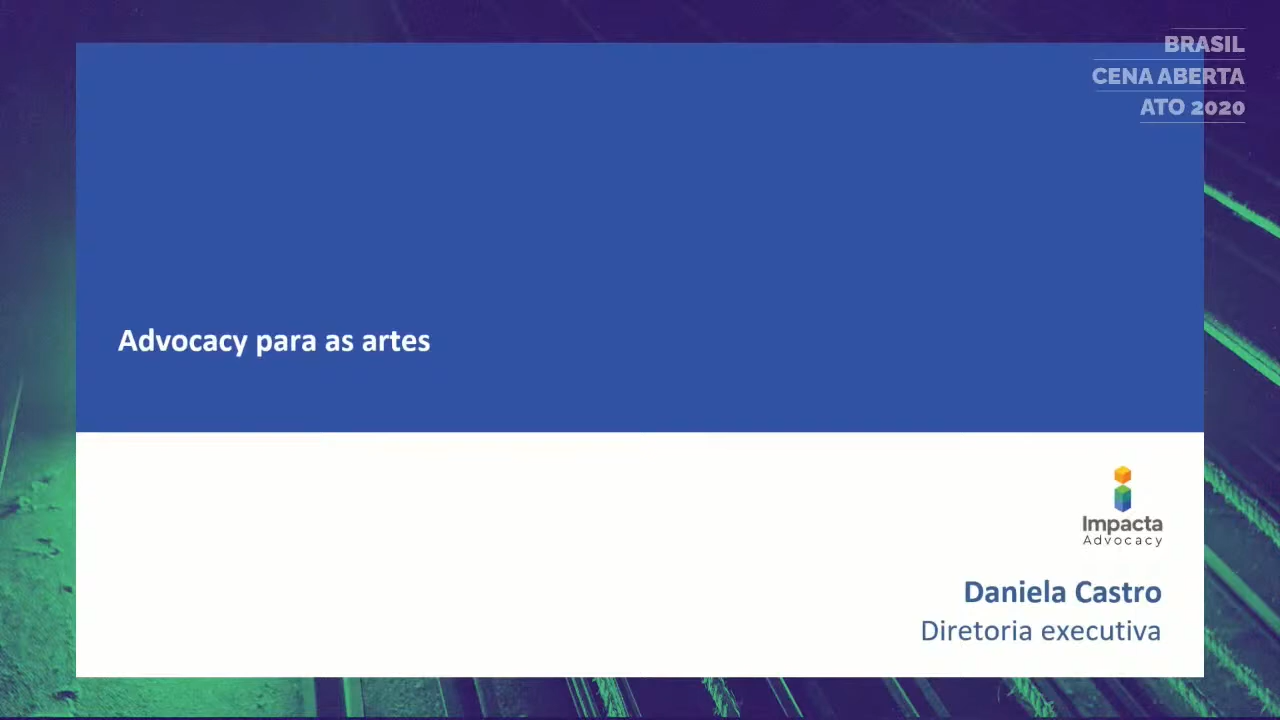 BRASIL
CENA ABERTA
ATO 2020
Advocacy para as artes
Impacta
Advocacy
Daniela Castro
Diretoria executiva